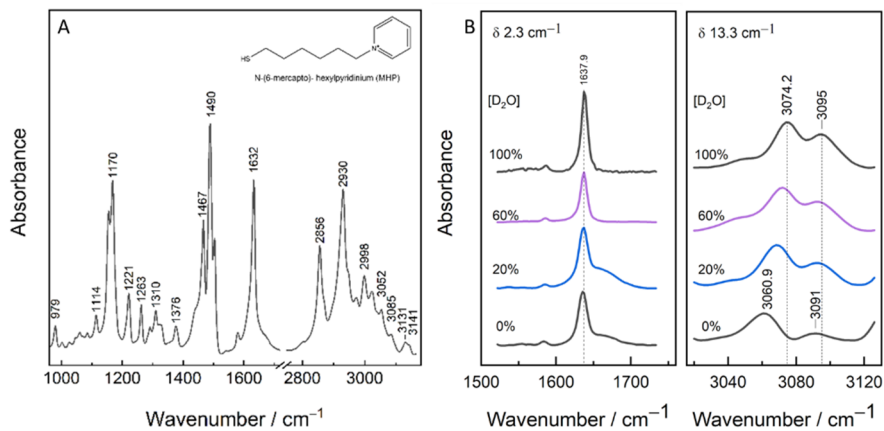 A
HS
N⁺
N-(6-mercapto)- hexylpyridinium (MHP)
979
1114
1170
1221
1263
1310
1376
1467
1490
1632
2856
2930
2998
3052
3085
3131
3141
Absorbance
1000 1200 1400 1600 2800 3000
Wavenumber / cm⁻¹
B
δ 2.3 cm⁻¹
1637.9
[D₂O]
100%
60%
20%
0%
Absorbance
1500 1600 1700
Wavenumber / cm⁻¹
δ 13.3 cm⁻¹
3074.2
3095
[D₂O]
100%
60%
20%
3060.9
3091
0%
3040 3080 3120
Wavenumber / cm⁻¹